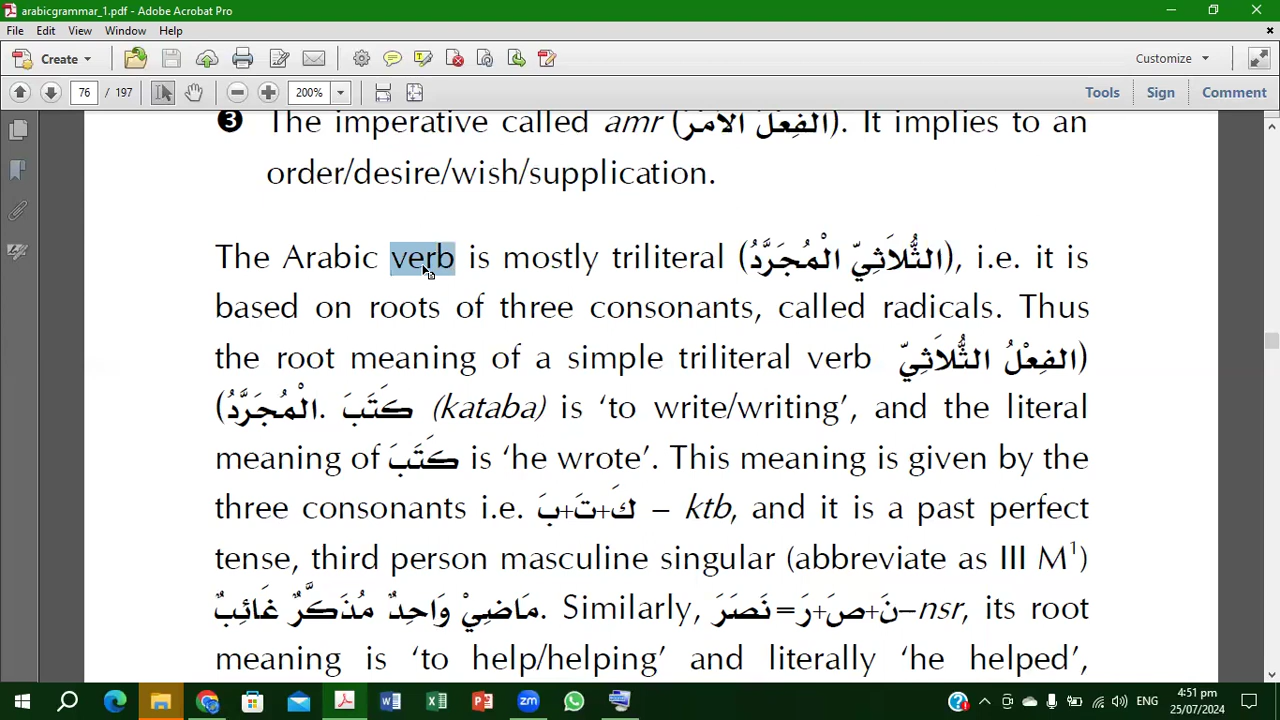 arabicgrammar_1.pdf - Adobe Acrobat Pro
File Edit View Window Help
Create
Customize
76 / 197
200%
Tools Sign Comment
❸ The imperative called amr (الفِعْلُ الأَمْرُ). It implies to an
order/desire/wish/supplication.
The Arabic verb is mostly triliteral (الثُّلَاثِيّ الْمُجَرَّدُ), i.e. it is
based on roots of three consonants, called radicals. Thus
the root meaning of a simple triliteral verb (الفِعْلُ الثُّلَاثِيّ
الْمُجَرَّدُ). كَتَبَ (kataba) is ‘to write/writing’, and the literal
meaning of كَتَبَ is ‘he wrote’. This meaning is given by the
three consonants i.e. كَ+تَ+بَ – ktb, and it is a past perfect
tense, third person masculine singular (abbreviate as III M¹)
مَاضِيْ وَاحِدٌ مُذَكَّرٌ غَائِبٌ. Similarly, نَ+صَ+رَ=نَصَرَ–nsr, its root
meaning is ‘to help/helping’ and literally ‘he helped’,
4:51 pm
25/07/2024